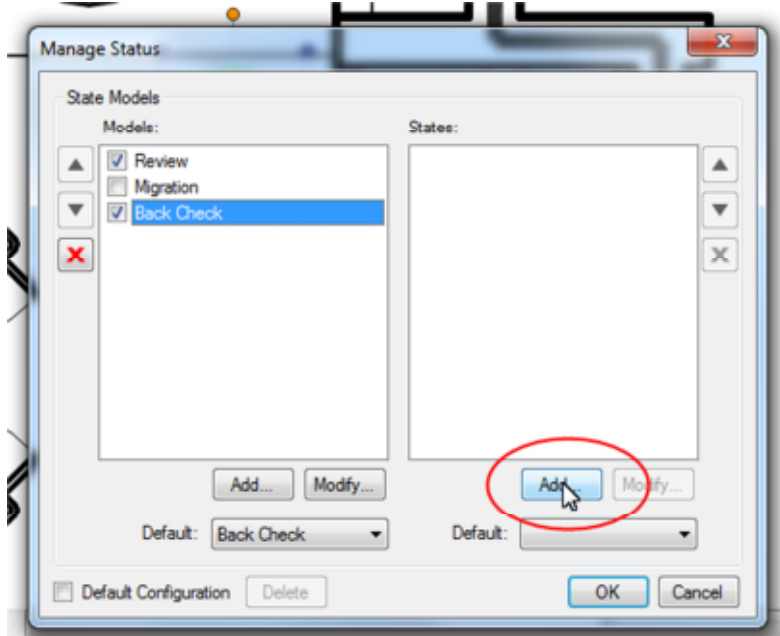 Manage Status
State Models
Models:
States:
Review
Migration
Back Check
Add... Modify...
Add... Modify...
Default: Back Check
Default:
Default Configuration Delete
OK Cancel